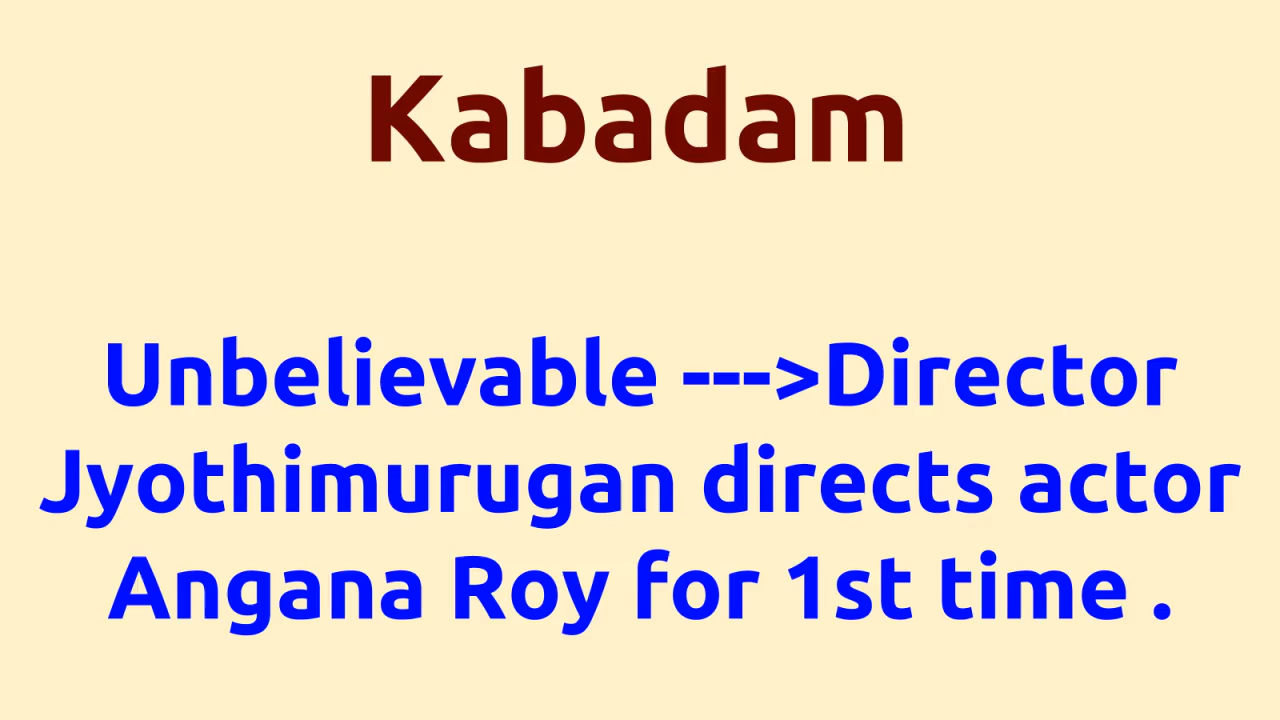 Kabadam
Unbelievable --->Director
Jyothimurugan directs actor
Angana Roy for 1st time .